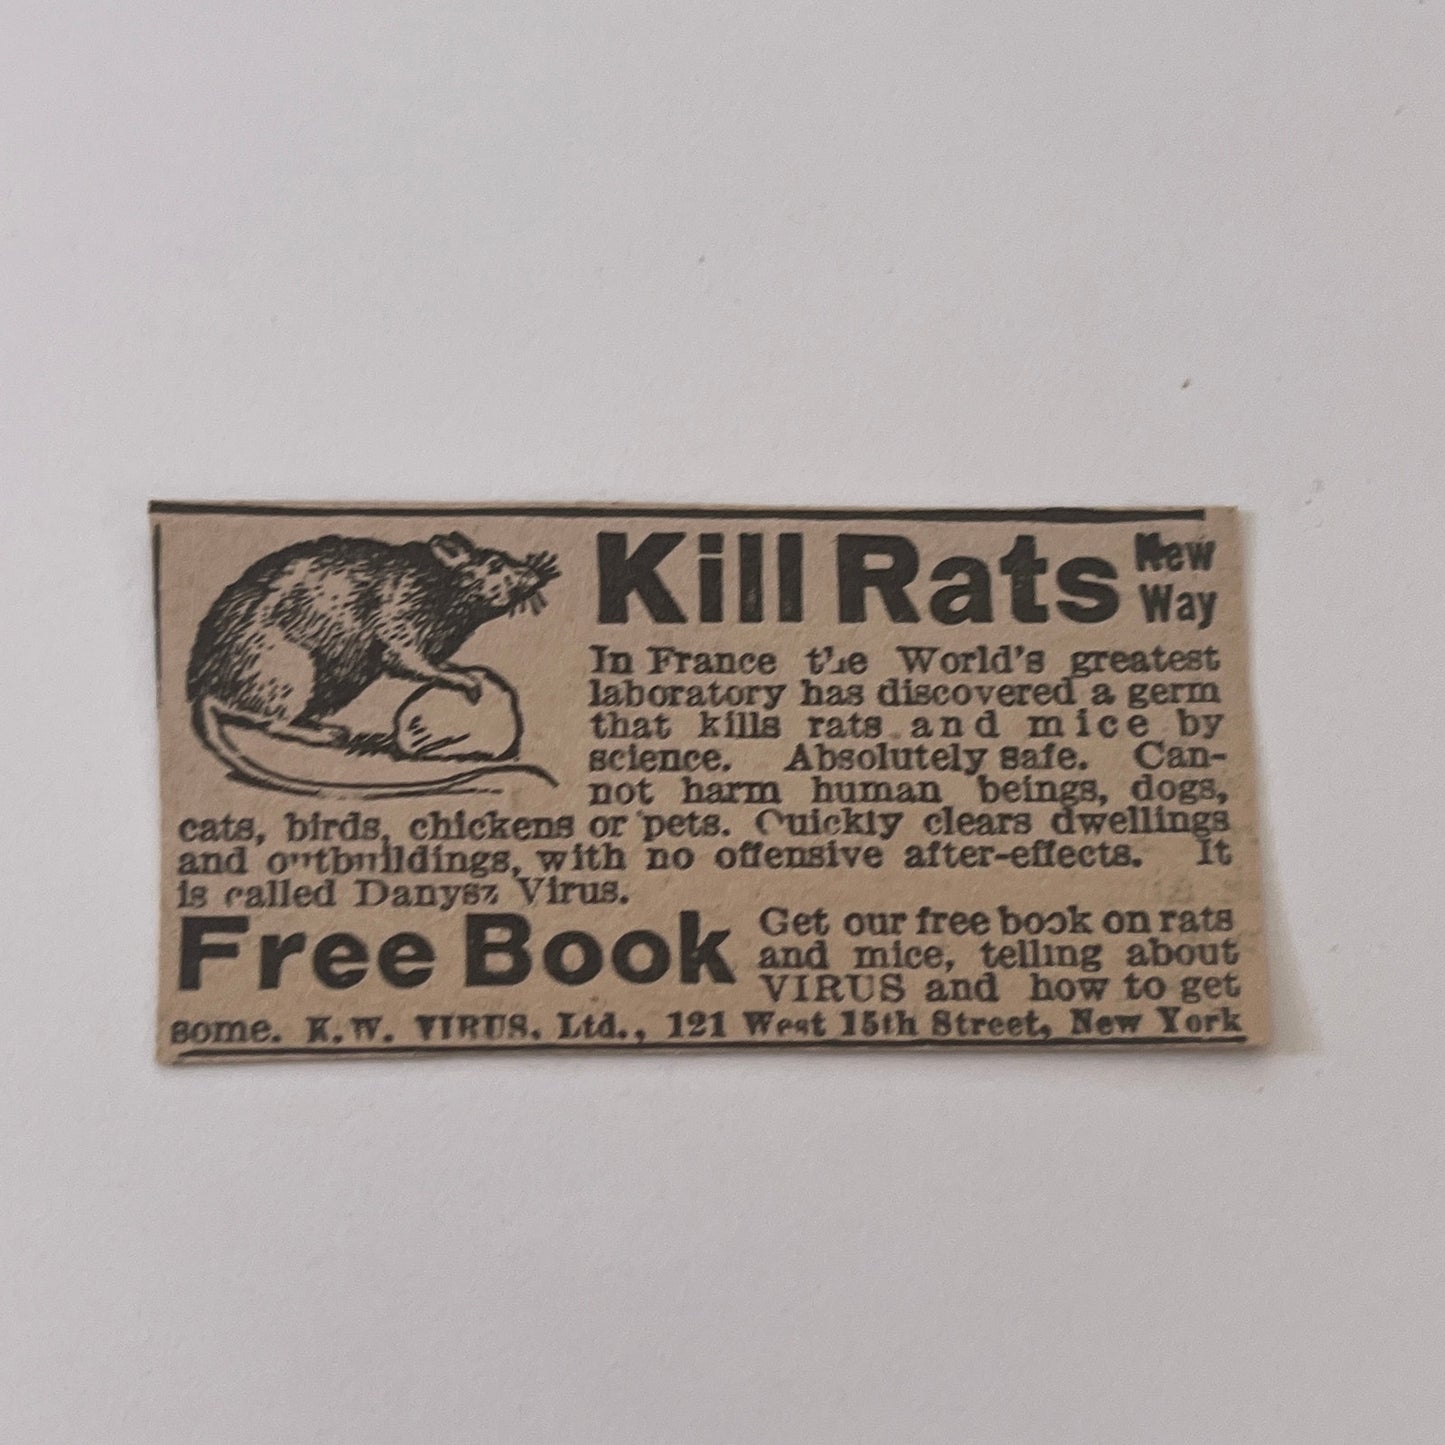 Kill Rats New Way
In France the World's greatest
laboratory has discovered a germ
that kills rats and mice by
science. Absolutely safe. Can-
not harm human beings, dogs,
cats, birds, chickens or pets. Quickly clears dwellings
and outbuildings, with no offensive after-effects. It
is called Danysz Virus.
Free Book Get our free book on rats
and mice, telling about
VIRUS and how to get
some. K. W. VIRUS, Ltd., 121 West 15th Street, New York